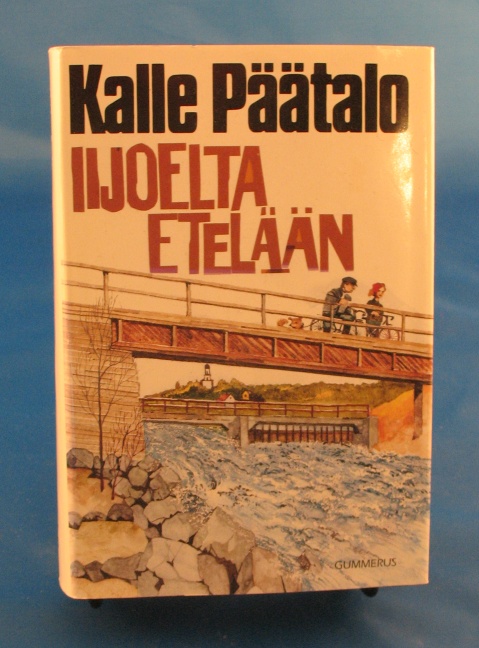 Kalle Päätalo
IIJOELTA
ETELÄÄN
GUMMERUS